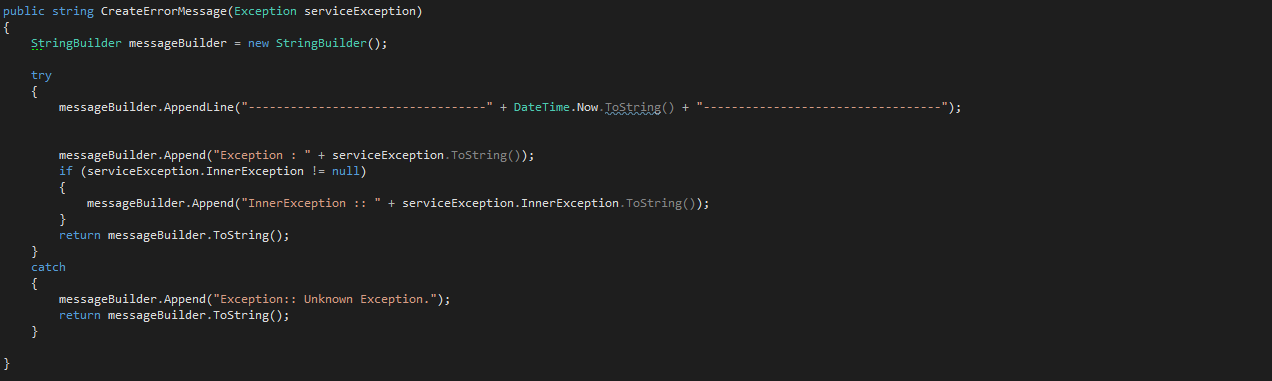 public string CreateErrorMessage(Exception serviceException)
{
StringBuilder messageBuilder = new StringBuilder();
try
{
messageBuilder.AppendLine("----------------------------------" + DateTime.Now.ToString() + "----------------------------------");
messageBuilder.Append("Exception : " + serviceException.ToString());
if (serviceException.InnerException != null)
{
messageBuilder.Append("InnerException :: " + serviceException.InnerException.ToString());
}
return messageBuilder.ToString();
}
catch
{
messageBuilder.Append("Exception:: Unknown Exception.");
return messageBuilder.ToString();
}
}